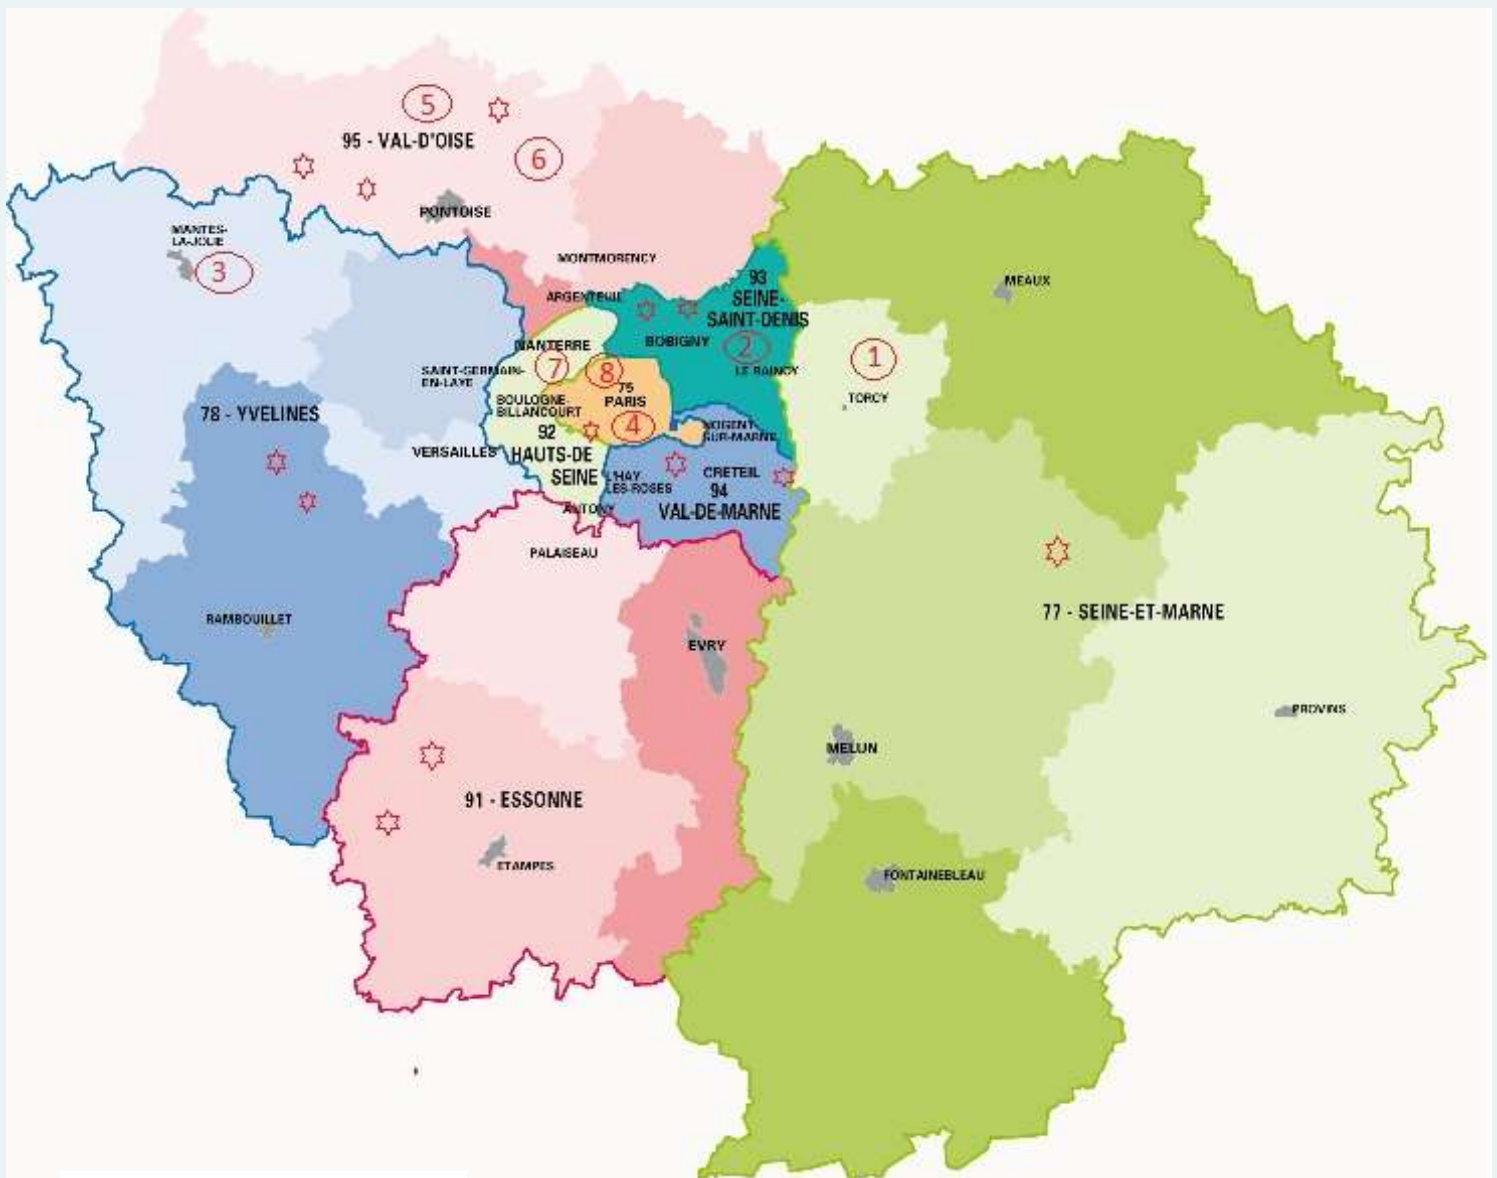 5
95 - VAL-D'OISE
6
PONTOISE
MANTES-
LA-JOLIE
3
MONTMORENCY
93
SEINE-
SAINT-DENIS
MEAUX
ARGENTEUIL
NANTERRE
BOBIGNY
2
1
7
8
SAINT-GERMAIN-
EN-LAYE
LE RAINCY
75
PARIS
TORCY
BOULOGNE-
BILLANCOURT
78 - YVELINES
4
92
HAUTS-DE
SEINE
NOGENT
SUR-MARNE
VERSAILLES
L'HAY
LES-ROSES
CRETEIL
94
VAL-DE-MARNE
ANTONY
PALAISEAU
RAMBOUILLET
77 - SEINE-ET-MARNE
EVRY
PROVINS
MELUN
91 - ESSONNE
ETAMPES
FONTAINEBLEAU